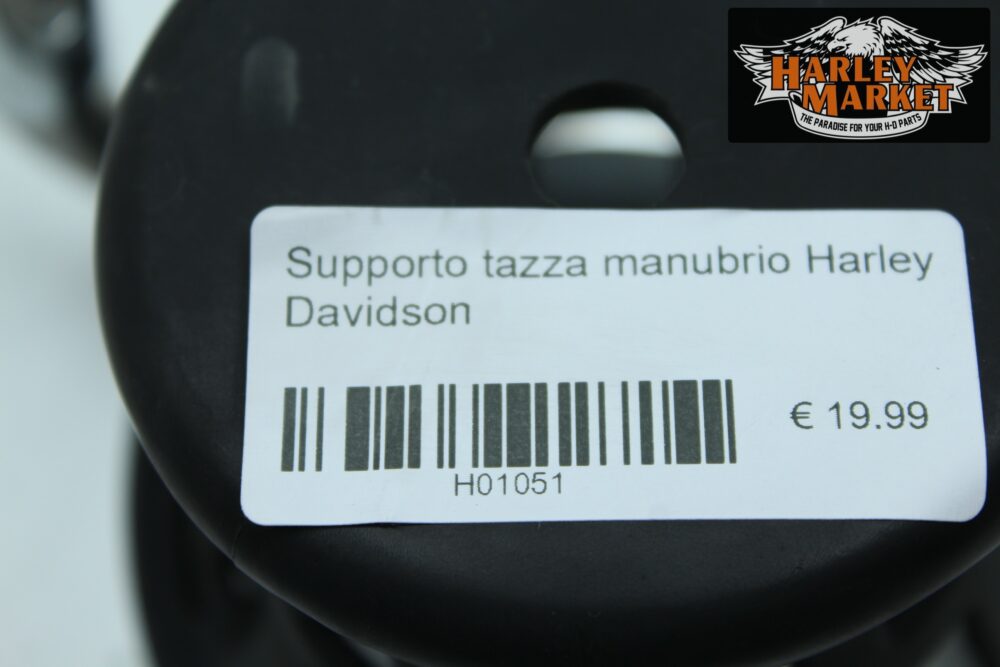 HARLEY
MARKET
THE PARADISE FOR YOUR H-D PARTS
Supporto tazza manubrio Harley
Davidson
€ 19.99
H01051